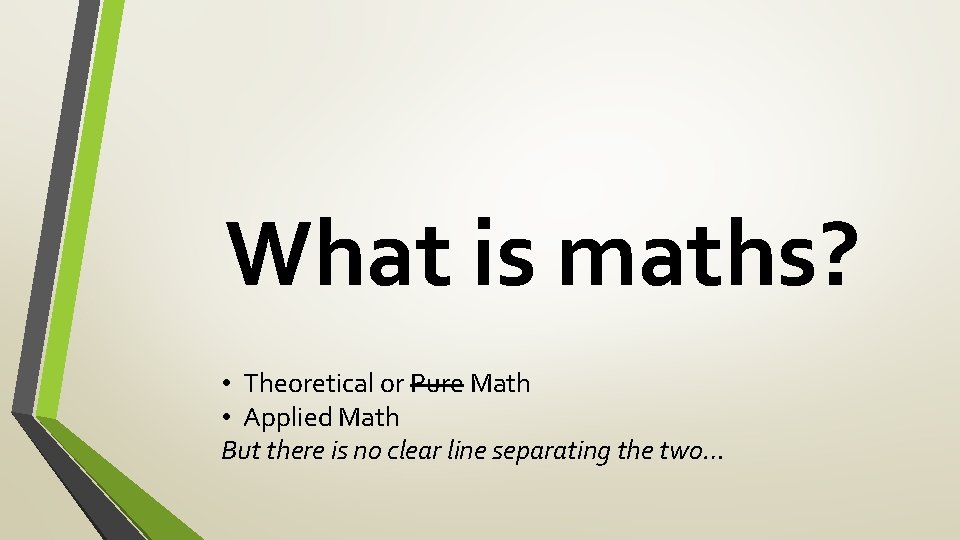 What is maths?
• Theoretical or Pure Math
• Applied Math
But there is no clear line separating the two...